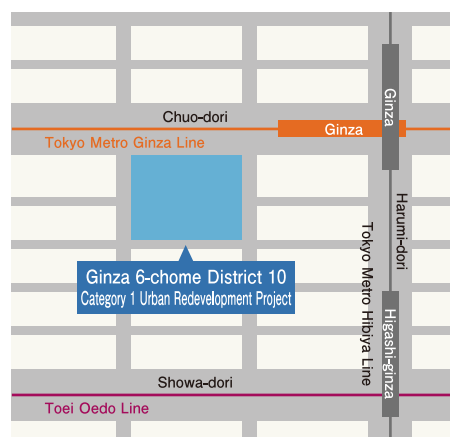 Chuo-dori
Ginza
Ginza
Tokyo Metro Ginza Line
Harumi-dori
Tokyo Metro Hibiya Line
Ginza 6-chome District 10
Category 1 Urban Redevelopment Project
Higashi-ginza
Showa-dori
Toei Oedo Line